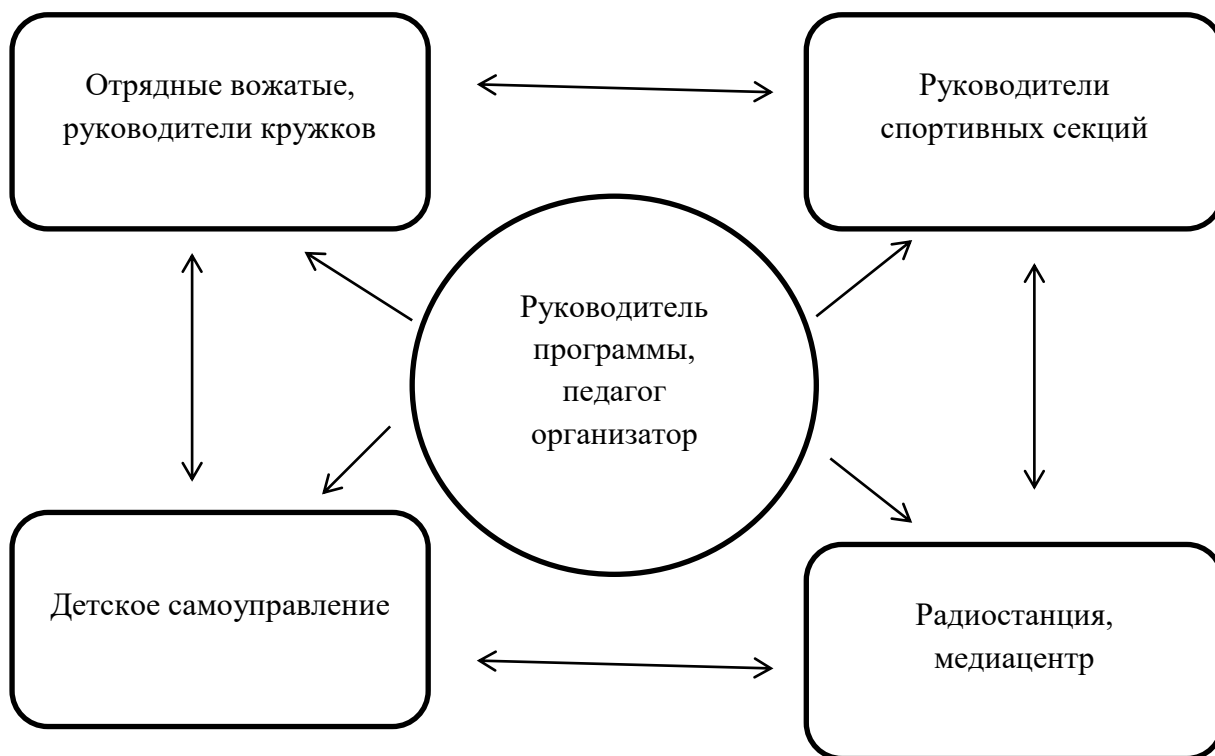 Отрядные вожатые,
руководители кружков
Руководители
спортивных секций
Руководитель
программы,
педагог
организатор
Детское самоуправление
Радиостанция,
медиацентр